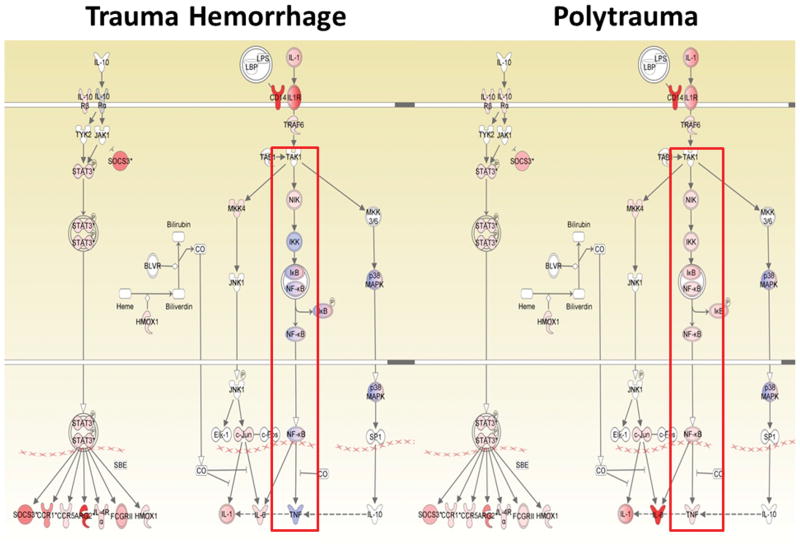 Trauma Hemorrhage
IL-10
LPS
LBP
IL-1
IL-10
Rβ
IL-10
Rα
CD14
IL1R
TRAF6
TYK2
JAK1
SOCS3*
P
STAT3*
TAB1
TAK1
NIK
MKK4
MKK
3/6
P
STAT3*
STAT3*
P
IKK
Bilirubin
CO
BLVR
IκB
NF-κB
JNK1
p38
MAPK
Heme
Biliverdin
HMOX1
P
IκB
NF-κB
P
JNK1
p38
MAPK
P
STAT3*
STAT3*
P
Elk-1
c-Jun
c-Fos
NF-κB
SP1
SBE
CO
CO
SOCS3*
CCR1*
CCR5
ARG2
IL-4R
α
FCGRII
HMOX1
IL-1
IL-6
TNF
IL-10
Polytrauma
IL-10
LPS
LBP
IL-1
IL-10
Rβ
IL-10
Rα
CD14
IL1R
TRAF6
TYK2
JAK1
SOCS3*
P
STAT3*
TAK1
NIK
MKK4
MKK
3/6
P
STAT3*
STAT3*
P
IKK
Bilirubin
CO
BLVR
IκB
NF-κB
JNK1
p38
MAPK
Heme
Biliverdin
HMOX1
P
IκB
NF-κB
P
JNK1
p38
MAPK
P
STAT3*
STAT3*
P
Elk-1
c-Jun
c-Fos
NF-κB
SP1
SBE
CO
CO
SOCS3*
CCR1*
CCR5
ARG2
IL-4R
α
FCGRII
HMOX1
IL-1
IL-6
TNF
IL-10